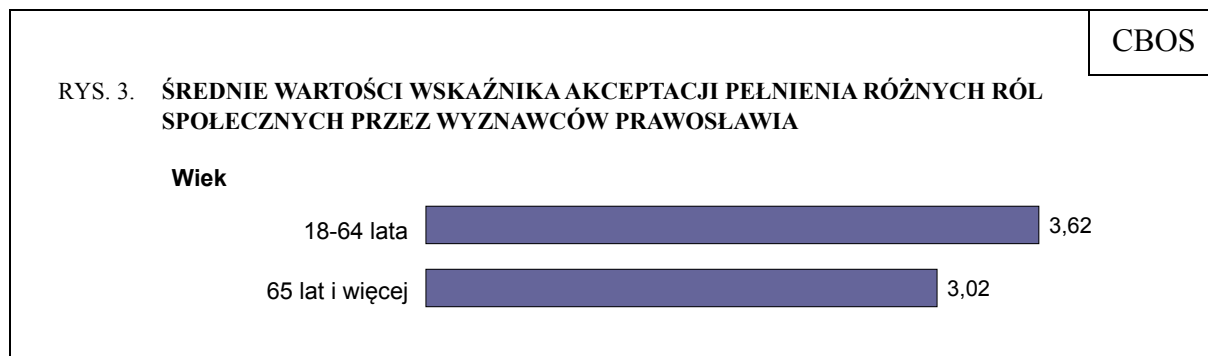 CBOS
RYS. 3. ŚREDNIE WARTOŚCI WSKAŹNIKA AKCEPTACJI PEŁNIENIA RÓŻNYCH RÓL
SPOŁECZNYCH PRZEZ WYZNAWCÓW PRAWOSŁAWIA
Wiek
18-64 lata 3,62
65 lat i więcej 3,02